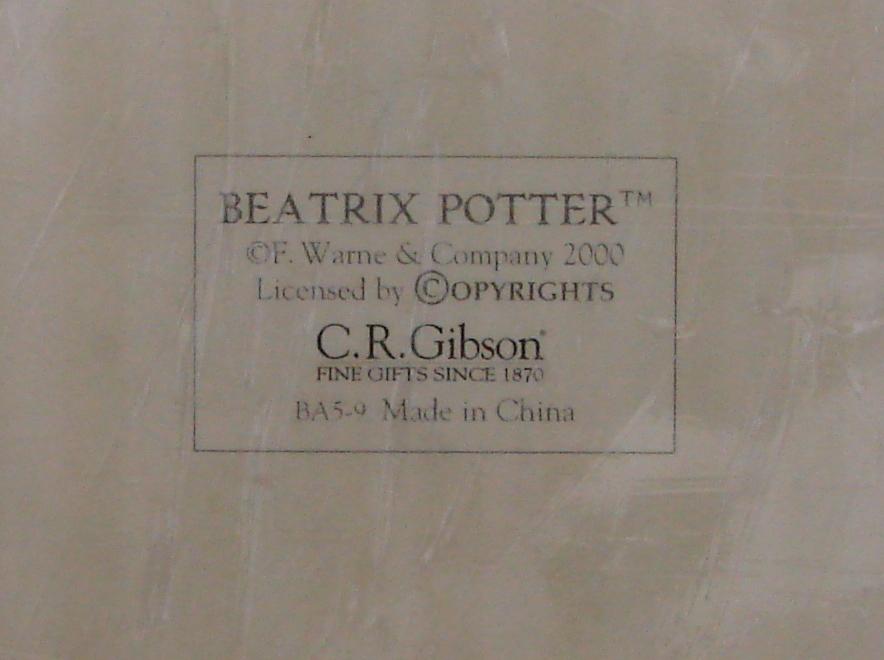 BEATRIX POTTER™
©F. Warne & Company 2000
Licensed by ©OPYRIGHTS
C.R.Gibson®
FINE GIFTS SINCE 1870
BA5-9 Made in China